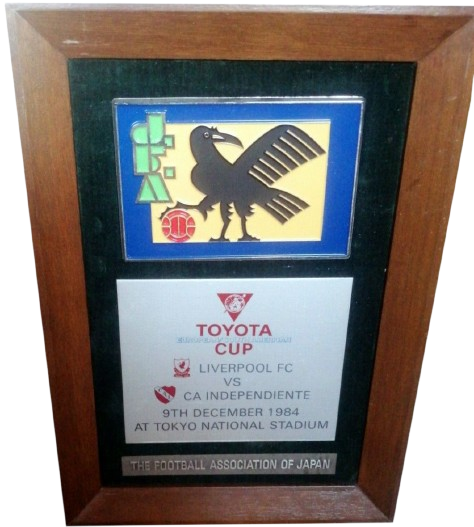 J.
F.
A
TOYOTA
CUP
LIVERPOOL FC
VS
CA INDEPENDIENTE
9TH DECEMBER 1984
AT TOKYO NATIONAL STADIUM
THE FOOTBALL ASSOCIATION OF JAPAN